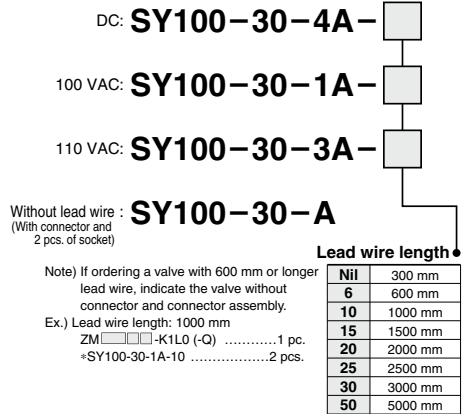 DC: SY100-30-4A-
100 VAC: SY100-30-1A-
110 VAC: SY100-30-3A-
Without lead wire : SY100-30-A
(With connector and
2 pcs. of socket)
Lead wire length
Nil 300 mm
6 600 mm
10 1000 mm
15 1500 mm
20 2000 mm
25 2500 mm
30 3000 mm
50 5000 mm
Note) If ordering a valve with 600 mm or longer
lead wire, indicate the valve without
connector and connector assembly.
Ex.) Lead wire length: 1000 mm
ZM□□□-K1L0 (-Q) ............1 pc.
*SY100-30-1A-10 ..................2 pcs.